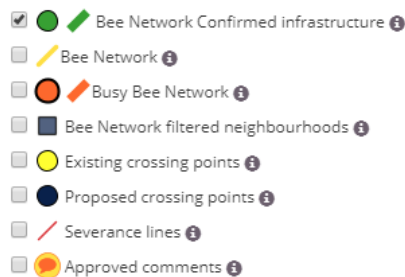 Bee Network Confirmed infrastructure
Bee Network
Busy Bee Network
Bee Network filtered neighbourhoods
Existing crossing points
Proposed crossing points
Severance lines
Approved comments